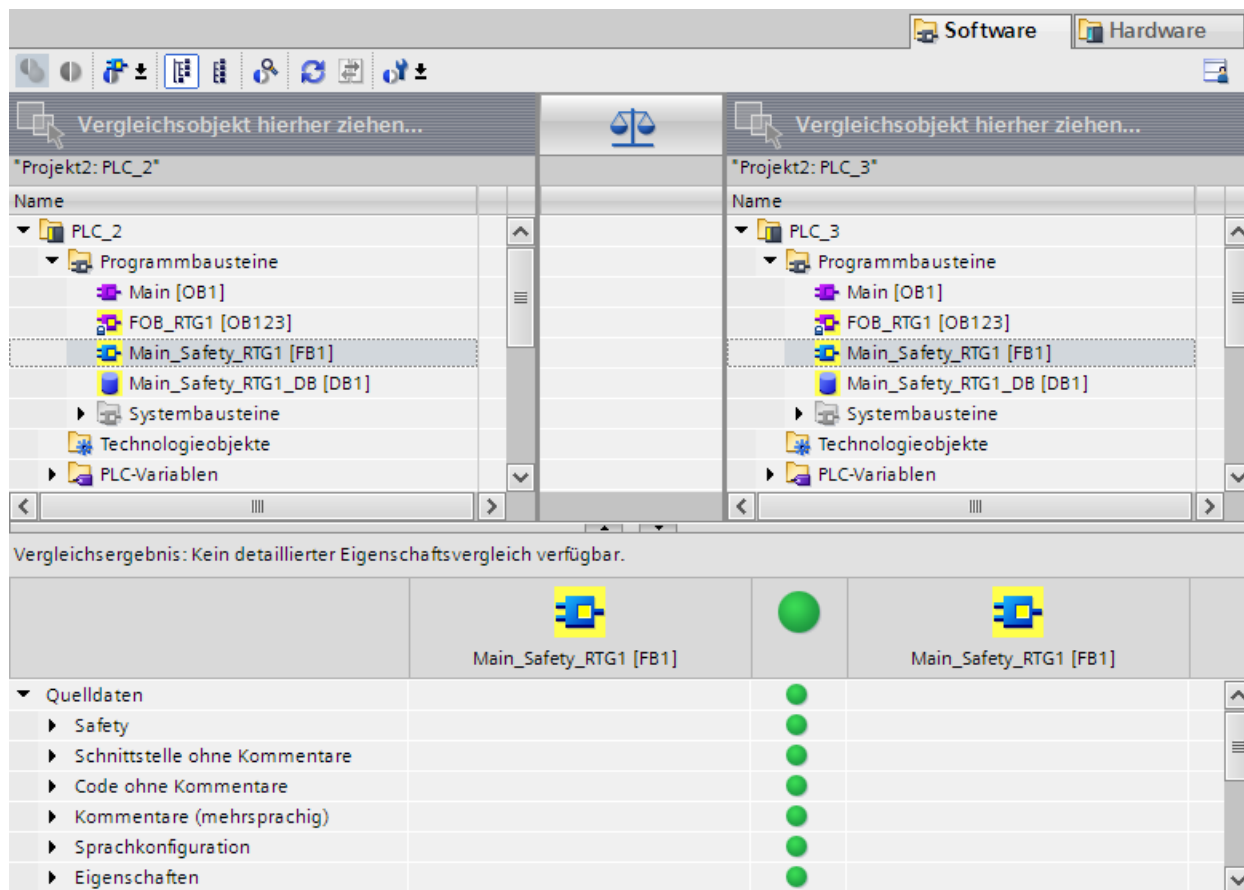 Software Hardware
Vergleichsobjekt hierher ziehen... Vergleichsobjekt hierher ziehen...
"Projekt2: PLC_2" "Projekt2: PLC_3"
Name Name
PLC_2 PLC_3
Programmbausteine Programmbausteine
Main [OB1] Main [OB1]
FOB_RTG1 [OB123] FOB_RTG1 [OB123]
Main_Safety_RTG1 [FB1] Main_Safety_RTG1 [FB1]
Main_Safety_RTG1_DB [DB1] Main_Safety_RTG1_DB [DB1]
Systembausteine Systembausteine
Technologieobjekte Technologieobjekte
PLC-Variablen PLC-Variablen
Vergleichsergebnis: Kein detaillierter Eigenschaftsvergleich verfügbar.
Main_Safety_RTG1 [FB1] Main_Safety_RTG1 [FB1]
Quelldaten
Safety
Schnittstelle ohne Kommentare
Code ohne Kommentare
Kommentare (mehrsprachig)
Sprachkonfiguration
Eigenschaften